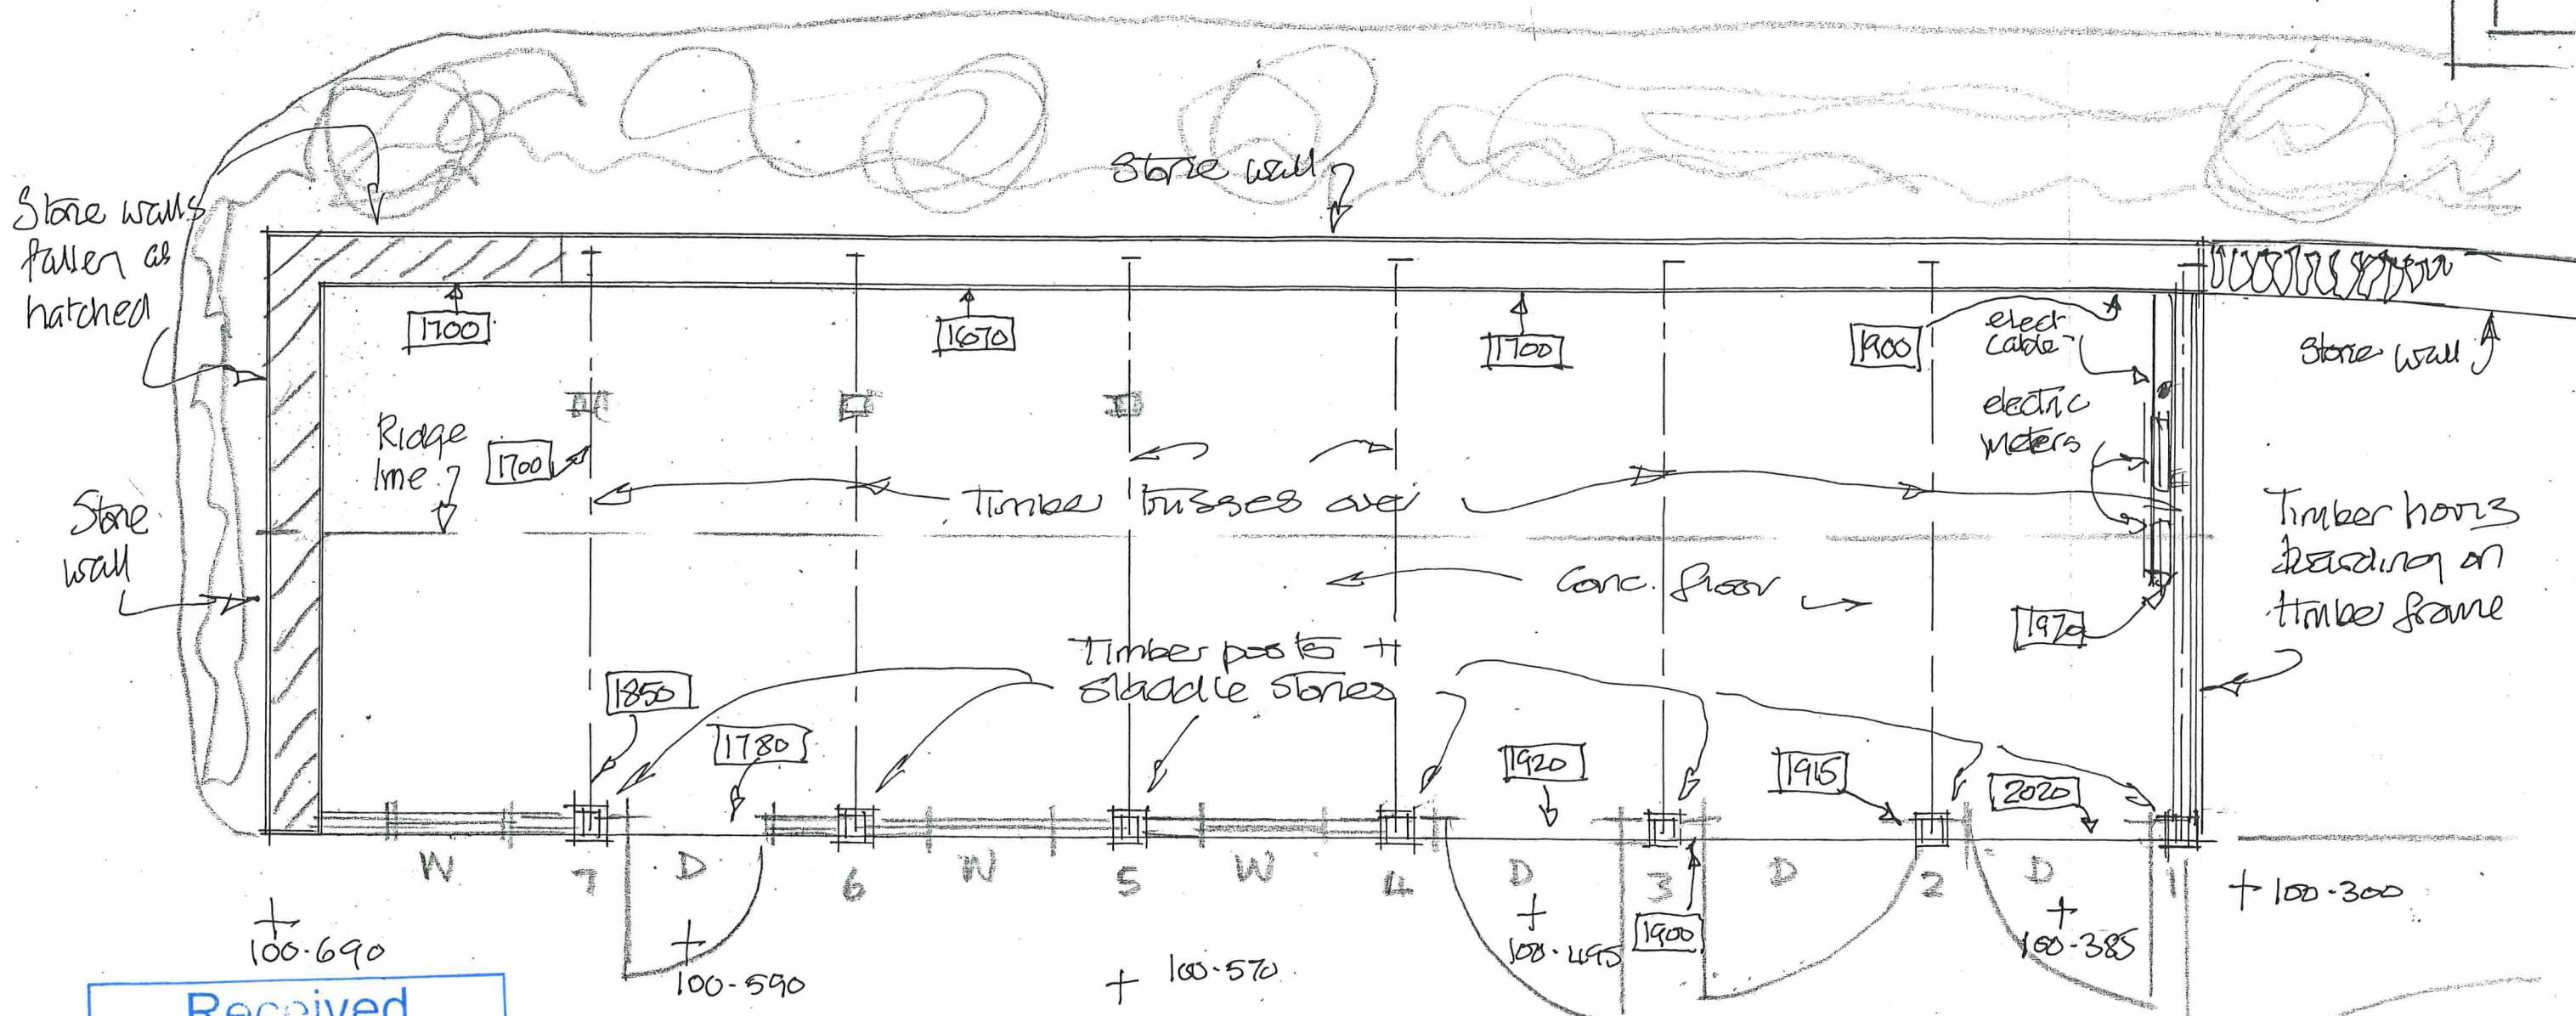 Stone wall
Stone walls
fallen as
hatched
1700
1670
1700
1900
elect
cable
Stone wall
electric
meters
Ridge
line
1700
Timber trusses over
Stone
wall
Timber horiz
boarding on
timber frame
Conc. floor
1970
Timber posts +
staddle stones
1850
1780
1920
1915
2020
W
7
D
6
W
5
W
4
D
3
D
2
D
1
1900
+ 100.300
+
100.690
+
100.590
+ 100.570
+
100.495
+
100.385
Received